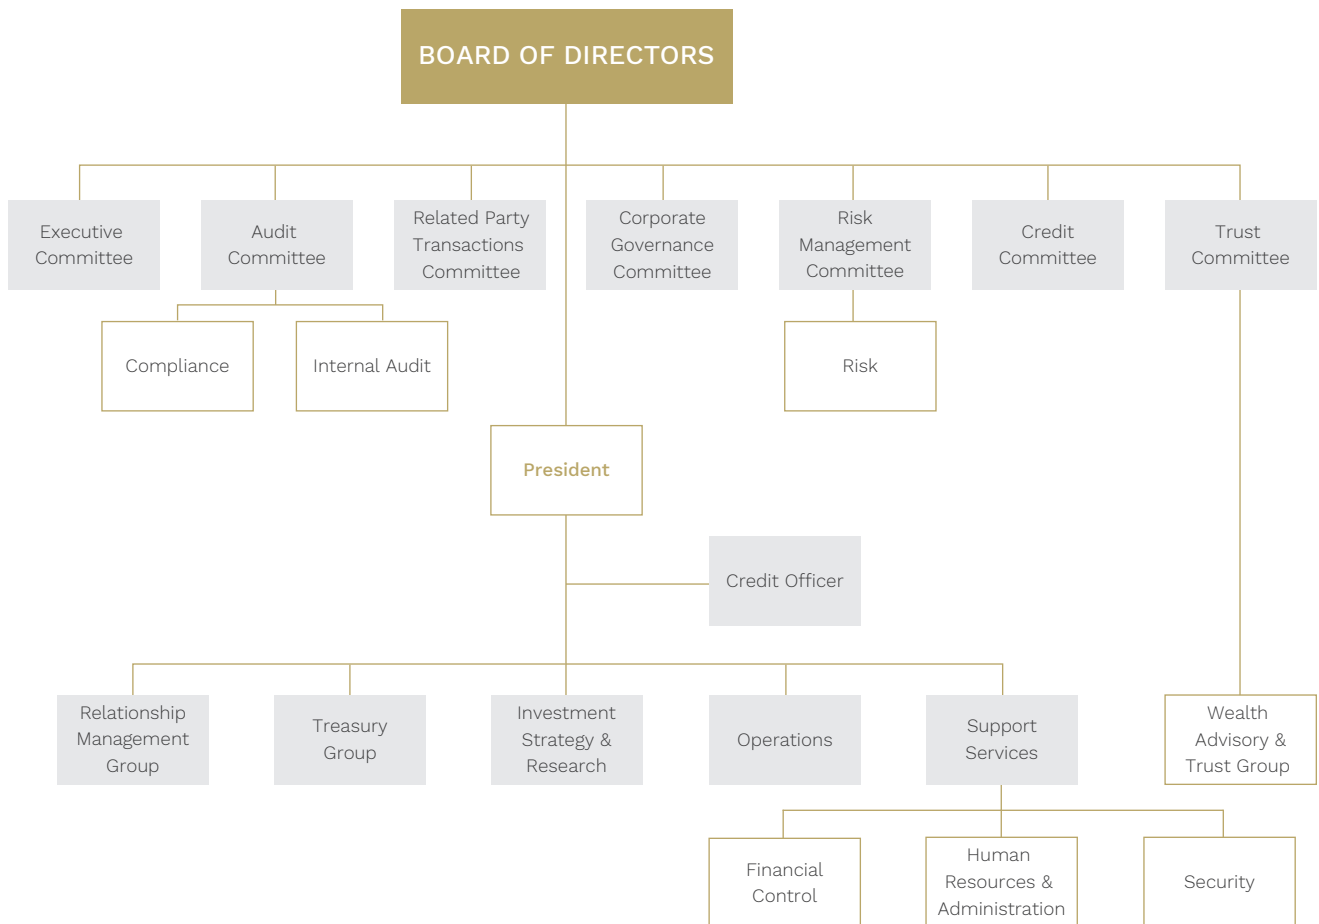 BOARD OF DIRECTORS
Executive
Committee
Audit
Committee
Related Party
Transactions
Committee
Corporate
Governance
Committee
Risk
Management
Committee
Credit
Committee
Trust
Committee
Compliance
Internal Audit
Risk
President
Credit Officer
Relationship
Management
Group
Treasury
Group
Investment
Strategy &
Research
Operations
Support
Services
Wealth
Advisory &
Trust Group
Financial
Control
Human
Resources &
Administration
Security